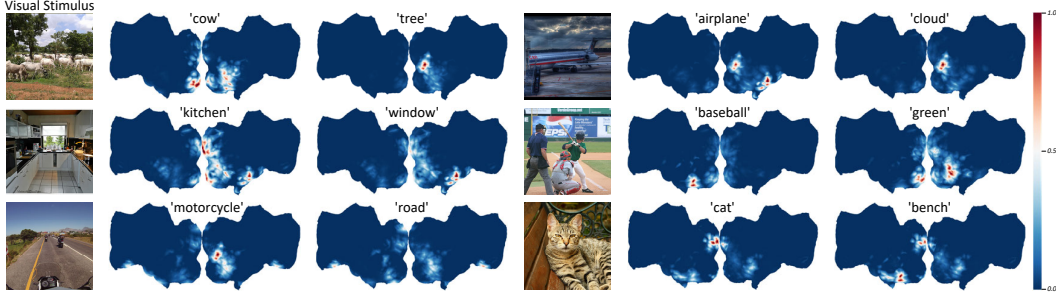 Visual Stimulus
'cow'
'tree'
'airplane'
'cloud'
1.0
'kitchen'
'window'
PEPSI
'baseball'
'green'
0.5
'motorcycle'
'road'
'cat'
'bench'
0.0